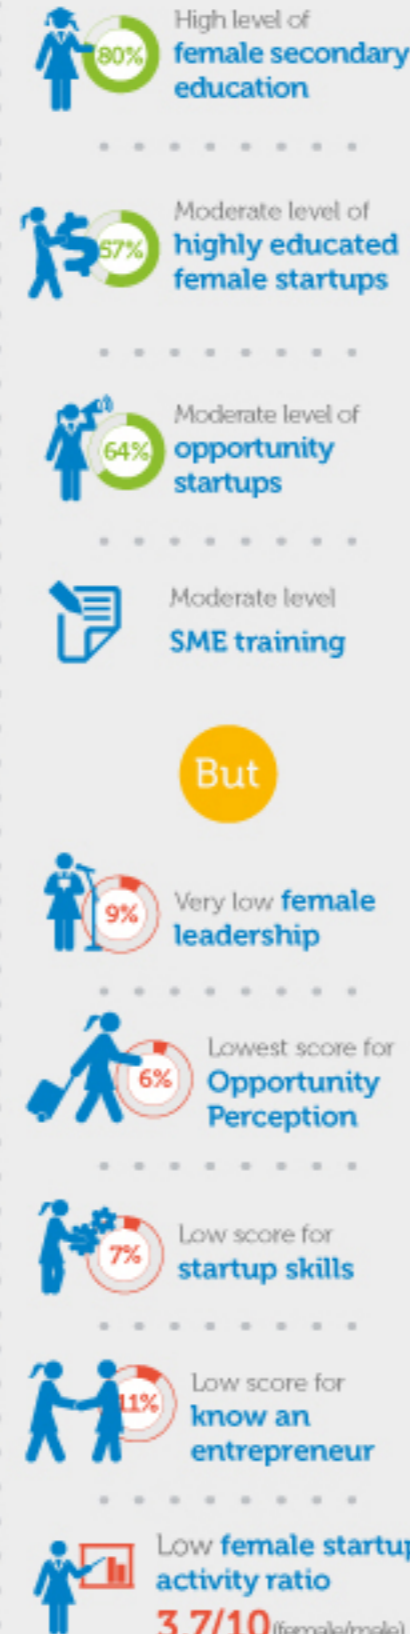 High level of
80%
female secondary
education
Moderate level of
57%
highly educated
female startups
Moderate level of
64%
opportunity
startups
Moderate level
SME training
But
9%
Very low female
leadership
Lowest score for
6%
Opportunity
Perception
Low score for
7%
startup skills
Low score for
11%
know an
entrepreneur
Low female startup
activity ratio
3.7/10 (female/male)